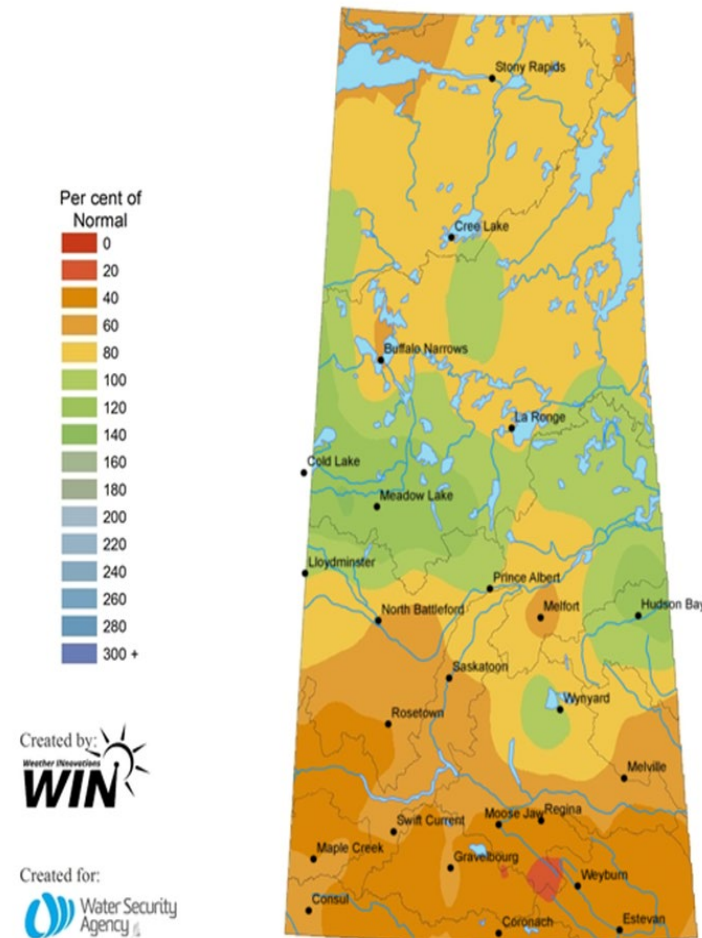 Stony Rapids
Per cent of
Normal
0
20
40
60
80
100
120
140
160
180
200
220
240
260
280
300 +
Cree Lake
Buffalo Narrows
La Ronge
Cold Lake
Meadow Lake
Lloydminster
Prince Albert
North Battleford
Melfort
Hudson Bay
Saskatoon
Wynyard
Rosetown
Melville
Created by:
Weather INnovations
WIN
Swift Current
Moose Jaw
Regina
Maple Creek
Gravelbourg
Weyburn
Created for:
Water Security
Agency
Consul
Coronach
Estevan